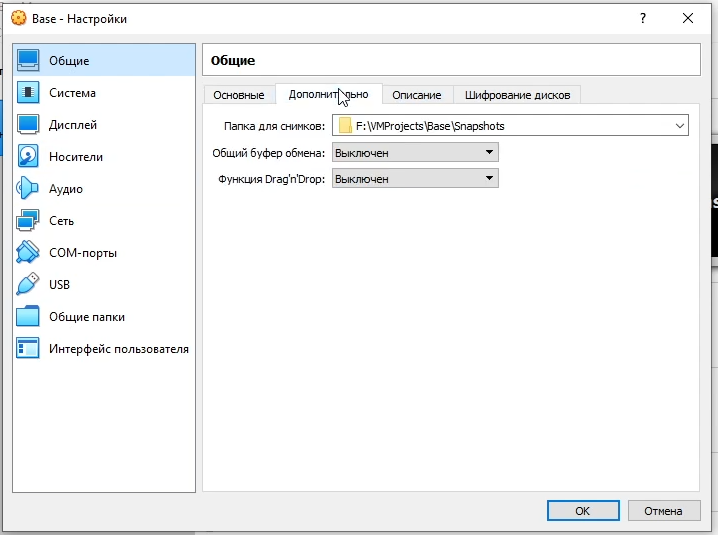 Base - Настройки
?
Общие
Система
Дисплей
Носители
Аудио
Сеть
COM-порты
USB
Общие папки
Интерфейс пользователя
Общие
Основные
Дополнительно
Описание
Шифрование дисков
Папка для снимков: F:\VMProjects\Base\Snapshots
Общий буфер обмена: Выключен
Функция Drag'n'Drop: Выключен
OK
Отмена